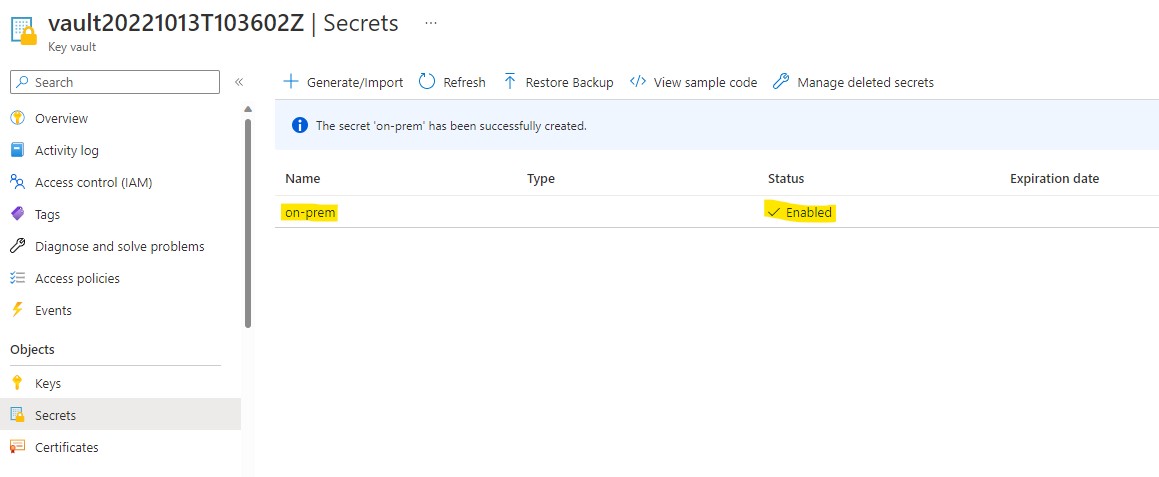 vault20221013T103602Z | Secrets ...
Key vault
Search «
Overview
Activity log
Access control (IAM)
Tags
Diagnose and solve problems
Access policies
Events
Objects
Keys
Secrets
Certificates
Generate/Import Refresh Restore Backup View sample code Manage deleted secrets
The secret 'on-prem' has been successfully created.
Name Type Status Expiration date
on-prem Enabled